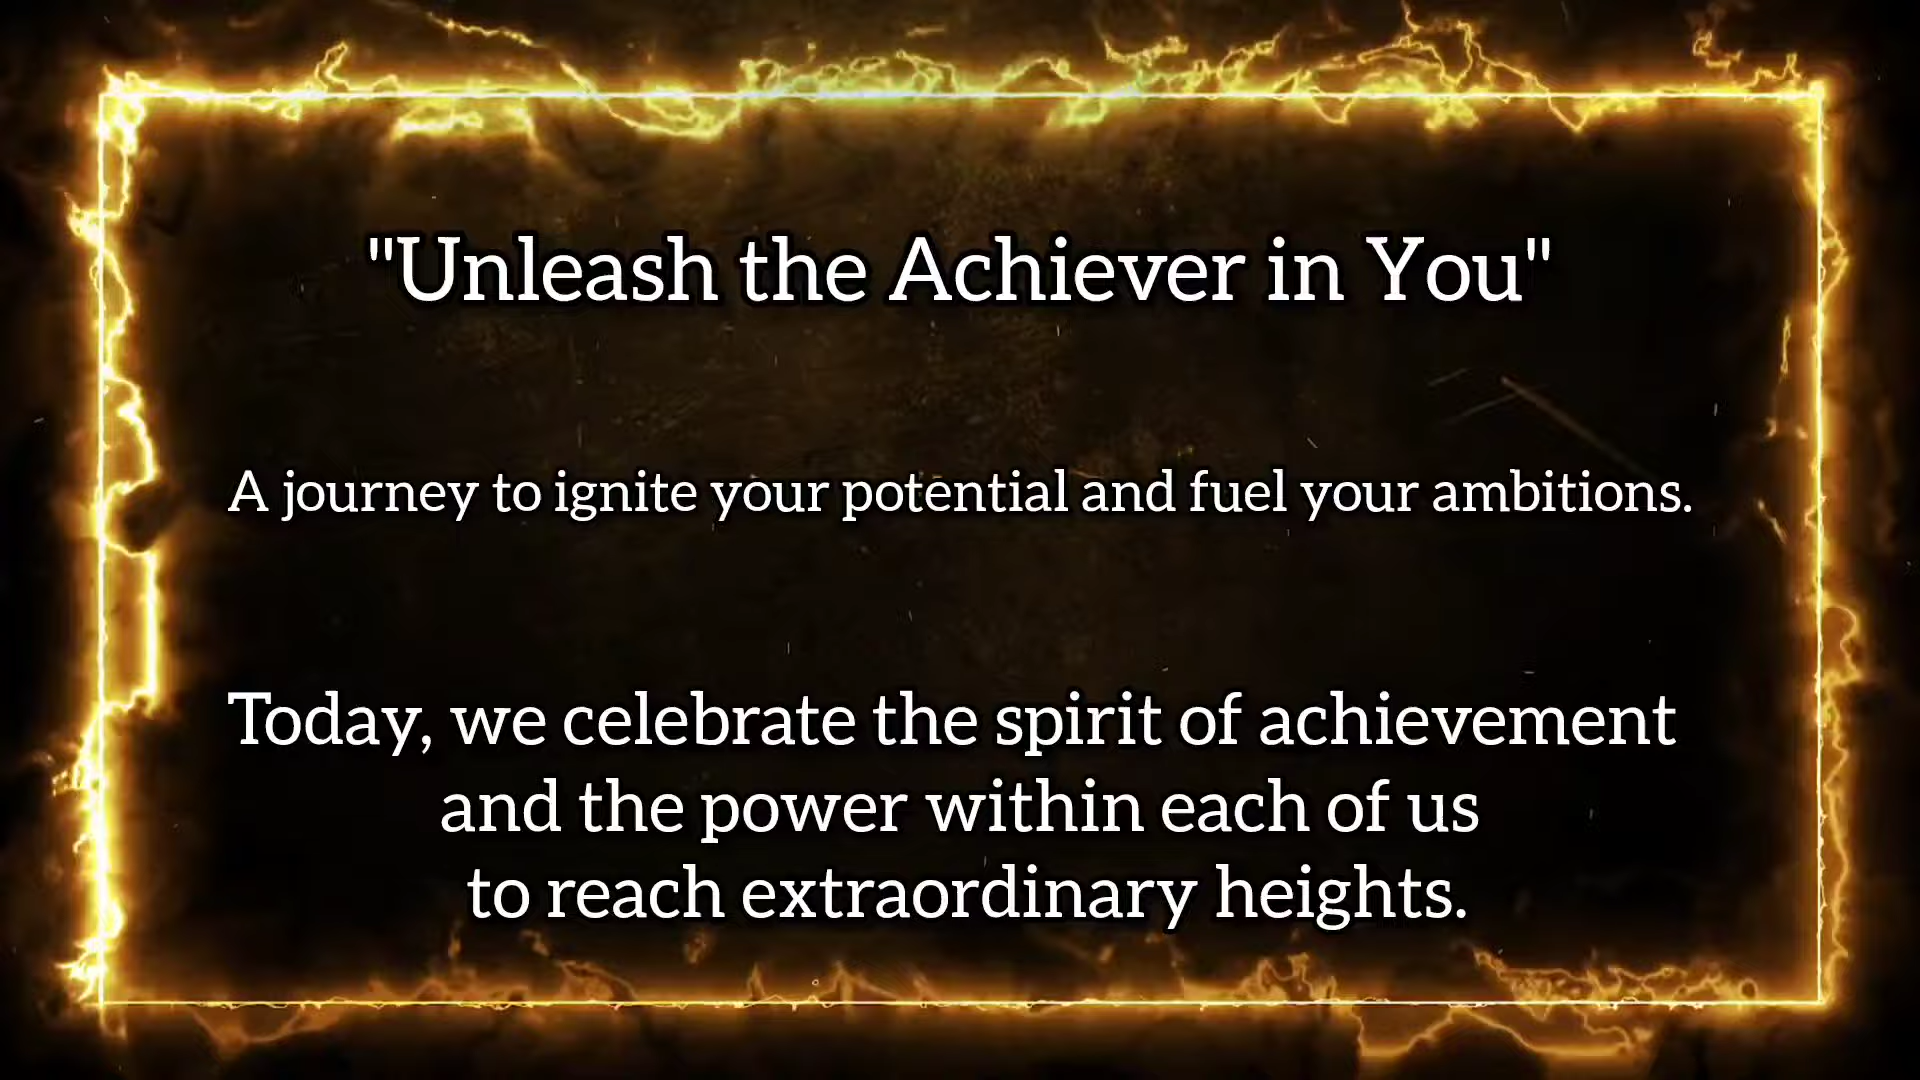 "Unleash the Achiever in You"
A journey to ignite your potential and fuel your ambitions.
Today, we celebrate the spirit of achievement
and the power within each of us
to reach extraordinary heights.